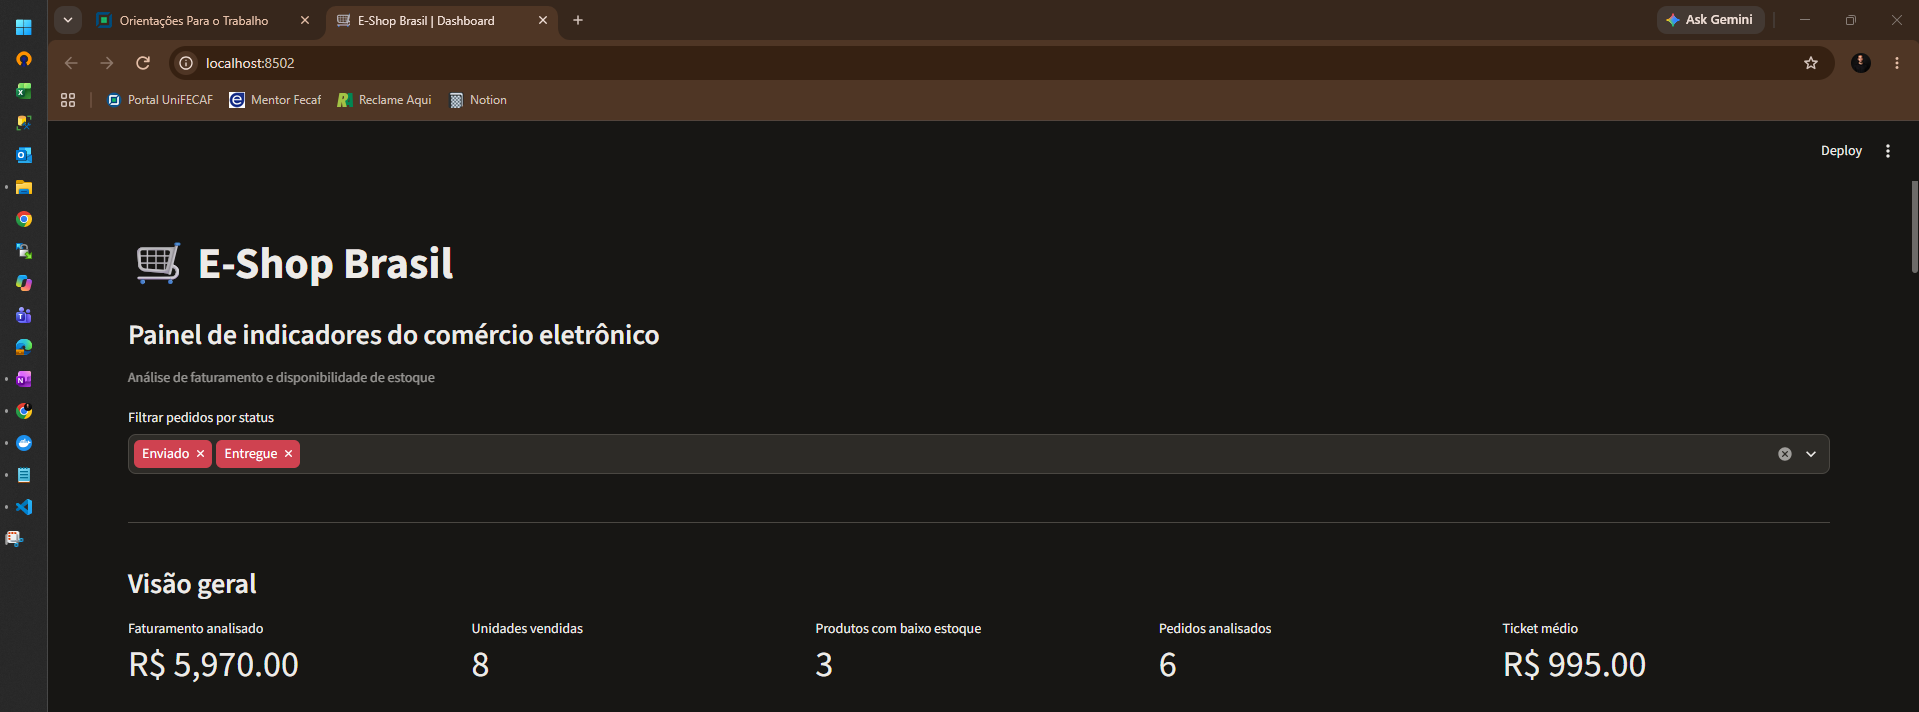 Orientações Para o Trabalho
E-Shop Brasil | Dashboard
Ask Gemini
localhost:8502
Portal UniFECAF
Mentor Fecaf
Reclame Aqui
Notion
Deploy
E-Shop Brasil
Painel de indicadores do comércio eletrônico
Análise de faturamento e disponibilidade de estoque
Filtrar pedidos por status
Enviado
Entregue
Visão geral
Faturamento analisado
R$ 5,970.00
Unidades vendidas
8
Produtos com baixo estoque
3
Pedidos analisados
6
Ticket médio
R$ 995.00